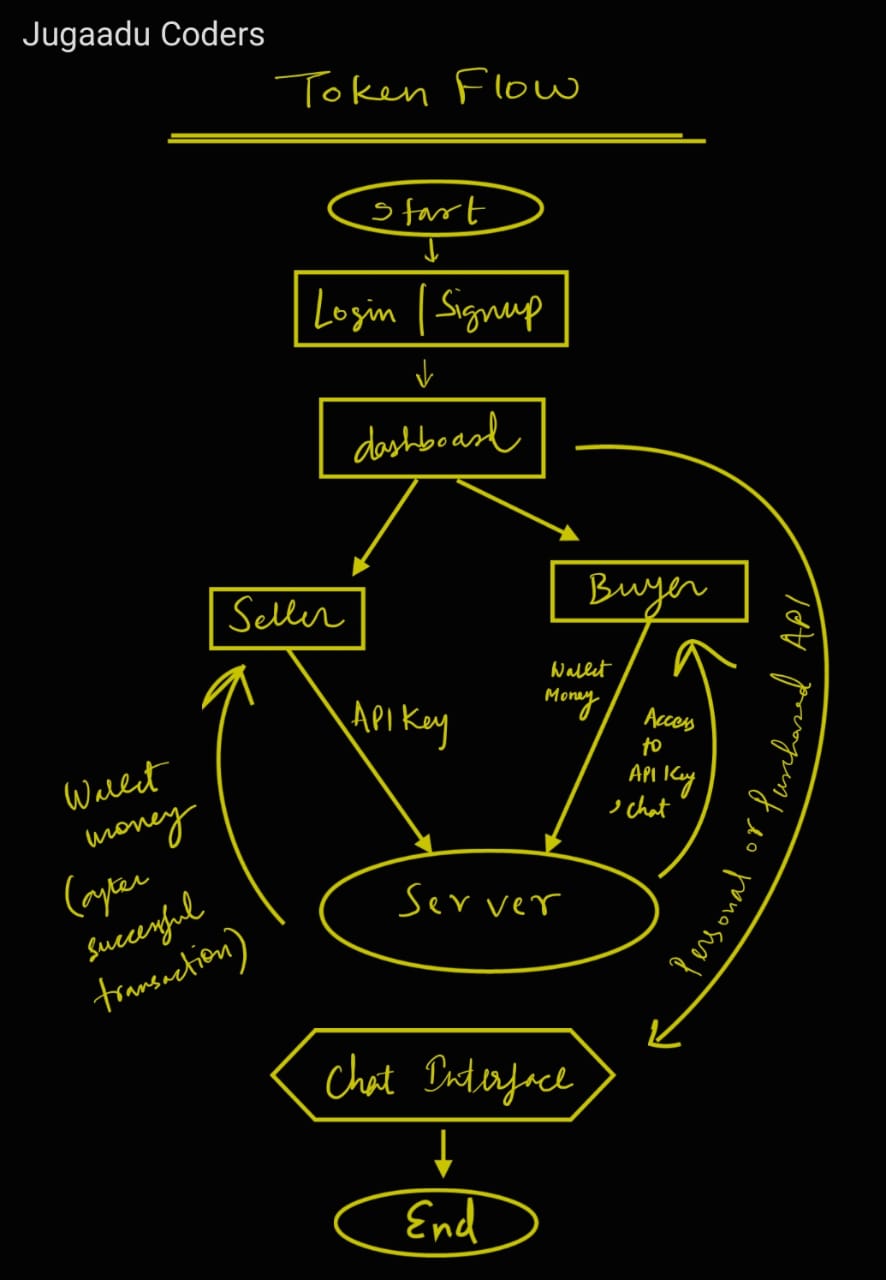 Jugaadu Coders
Token Flow
Start
Login | Signup
dashboard
Seller
Buyer
API Key
Wallet
Money
Access
to
API Key
, Chat
Personal or Purchased API
Wallet
money
(after
successful
transaction)
Server
Chat Interface
End